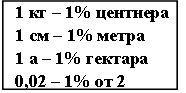 1 кг – 1% центнера
1 см – 1% метра
1 а – 1% гектара
0,02 – 1% от 2